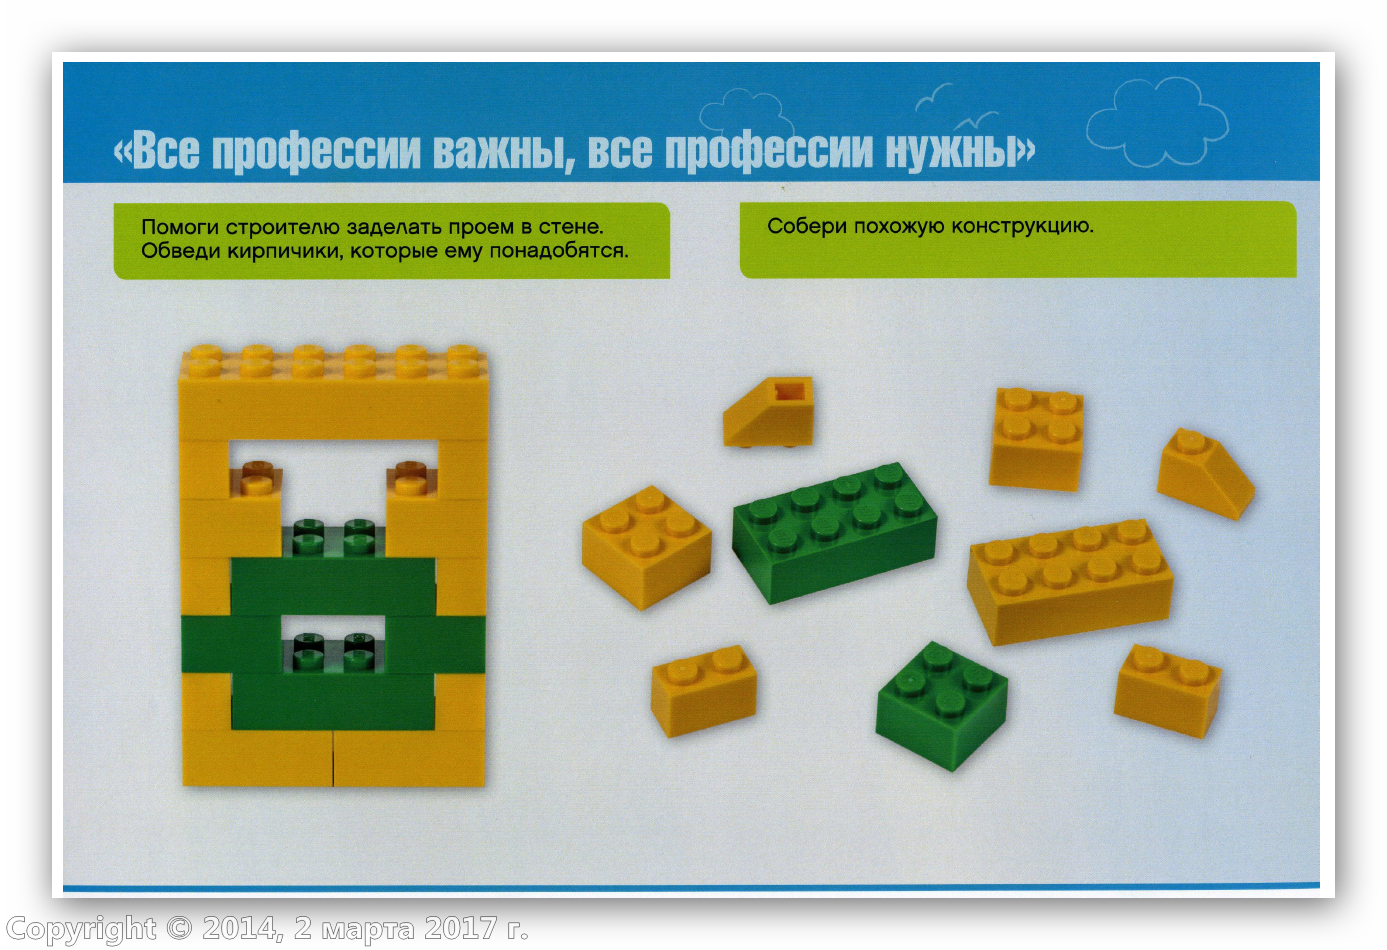 «Все профессии важны, все профессии нужны»
Помоги строителю заделать проем в стене.
Обведи кирпичики, которые ему понадобятся.
Собери похожую конструкцию.
Copyright © 2014, 2 марта 2017 г.